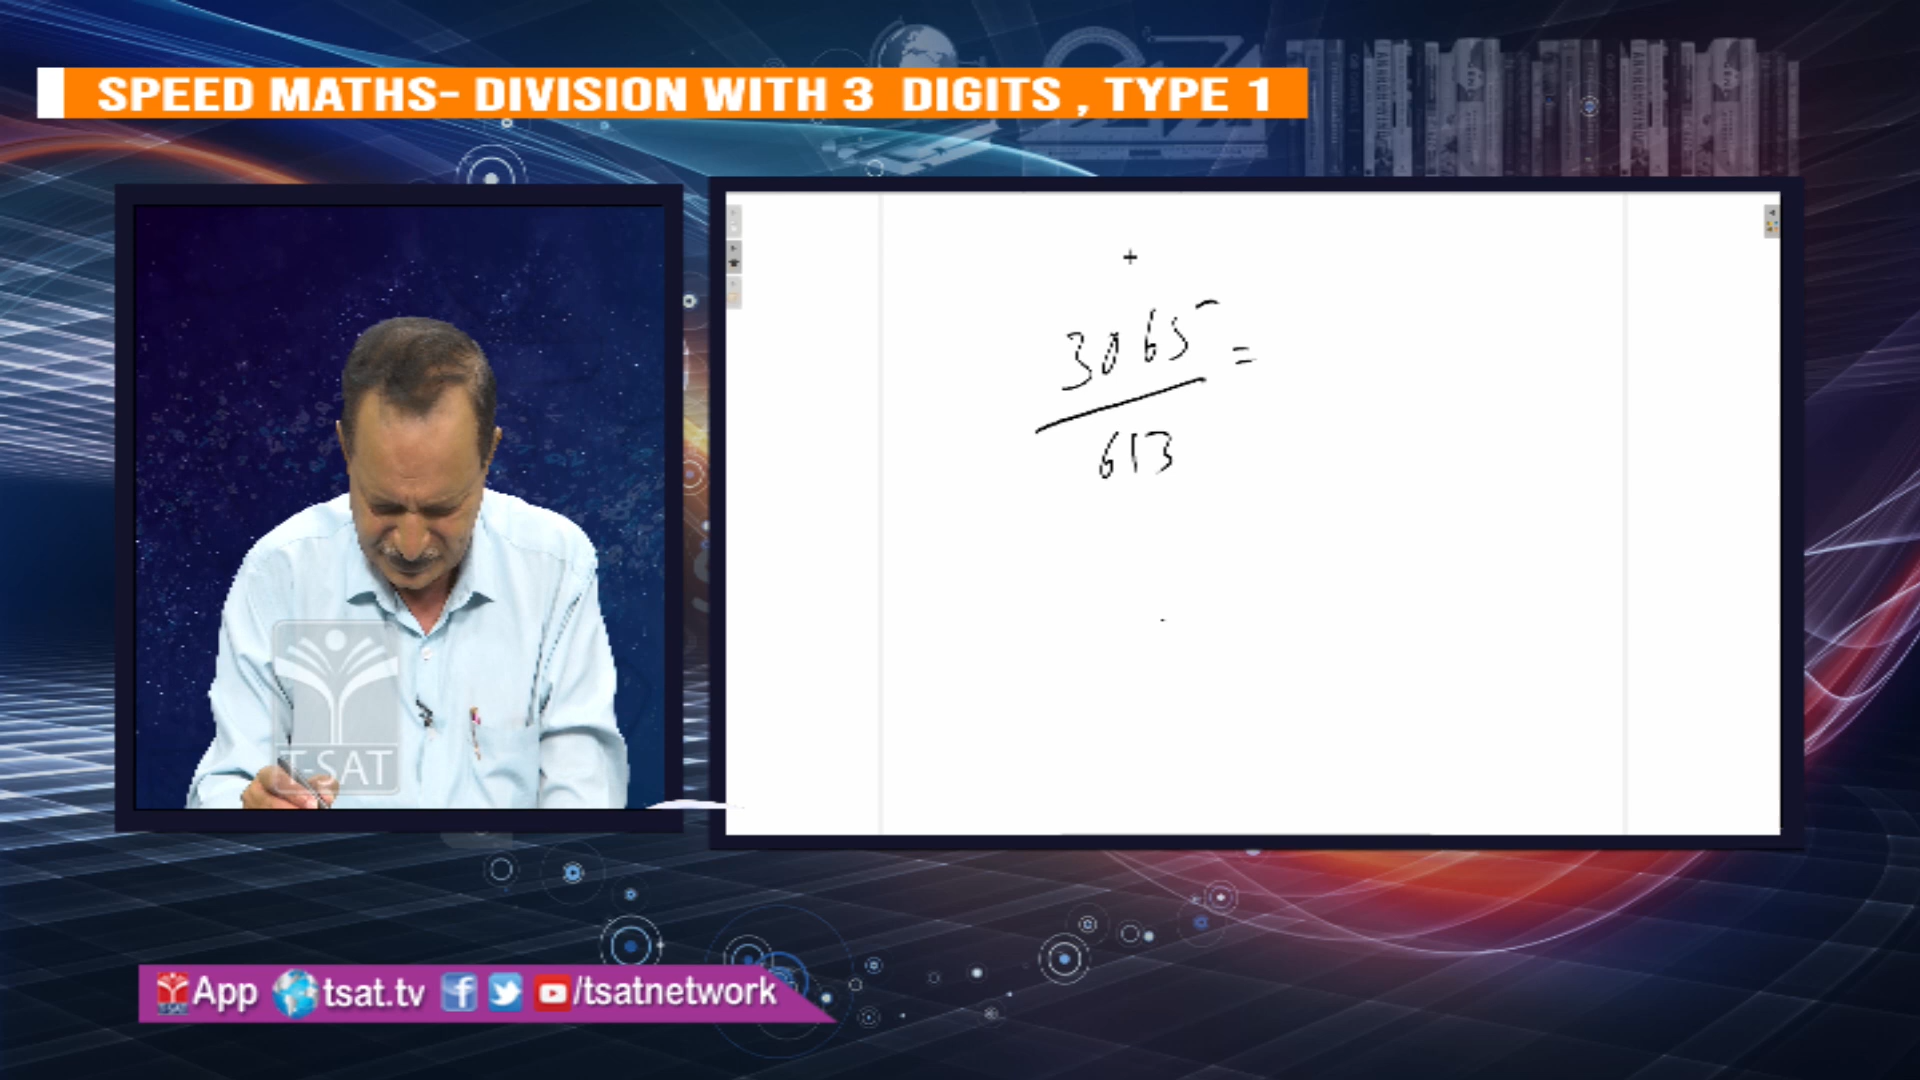 SPEED MATHS- DIVISION WITH 3 DIGITS , TYPE 1
+
3065 =
613
T-SAT
App tsat.tv /tsatnetwork